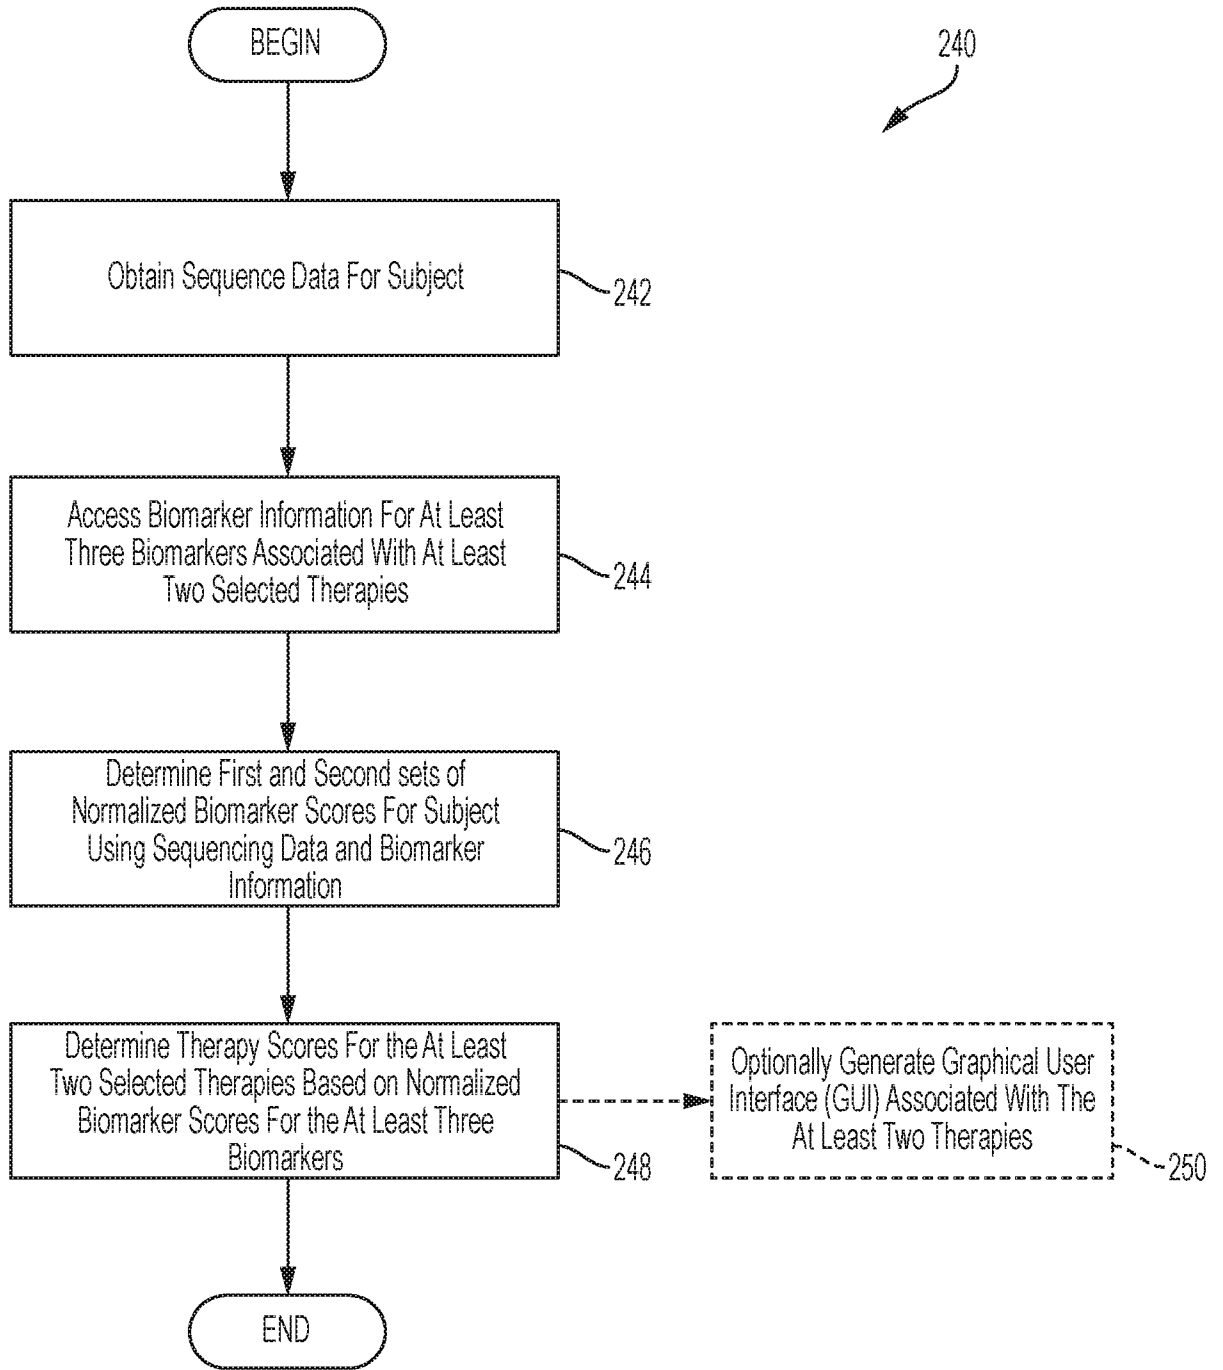 BEGIN
240
Obtain Sequence Data For Subject
242
Access Biomarker Information For At Least
Three Biomarkers Associated With At Least
Two Selected Therapies
244
Determine First and Second sets of
Normalized Biomarker Scores For Subject
Using Sequencing Data and Biomarker
Information
246
Determine Therapy Scores For the At Least
Two Selected Therapies Based on Normalized
Biomarker Scores For the At Least Three
Biomarkers
248
Optionally Generate Graphical User
Interface (GUI) Associated With The
At Least Two Therapies
250
END